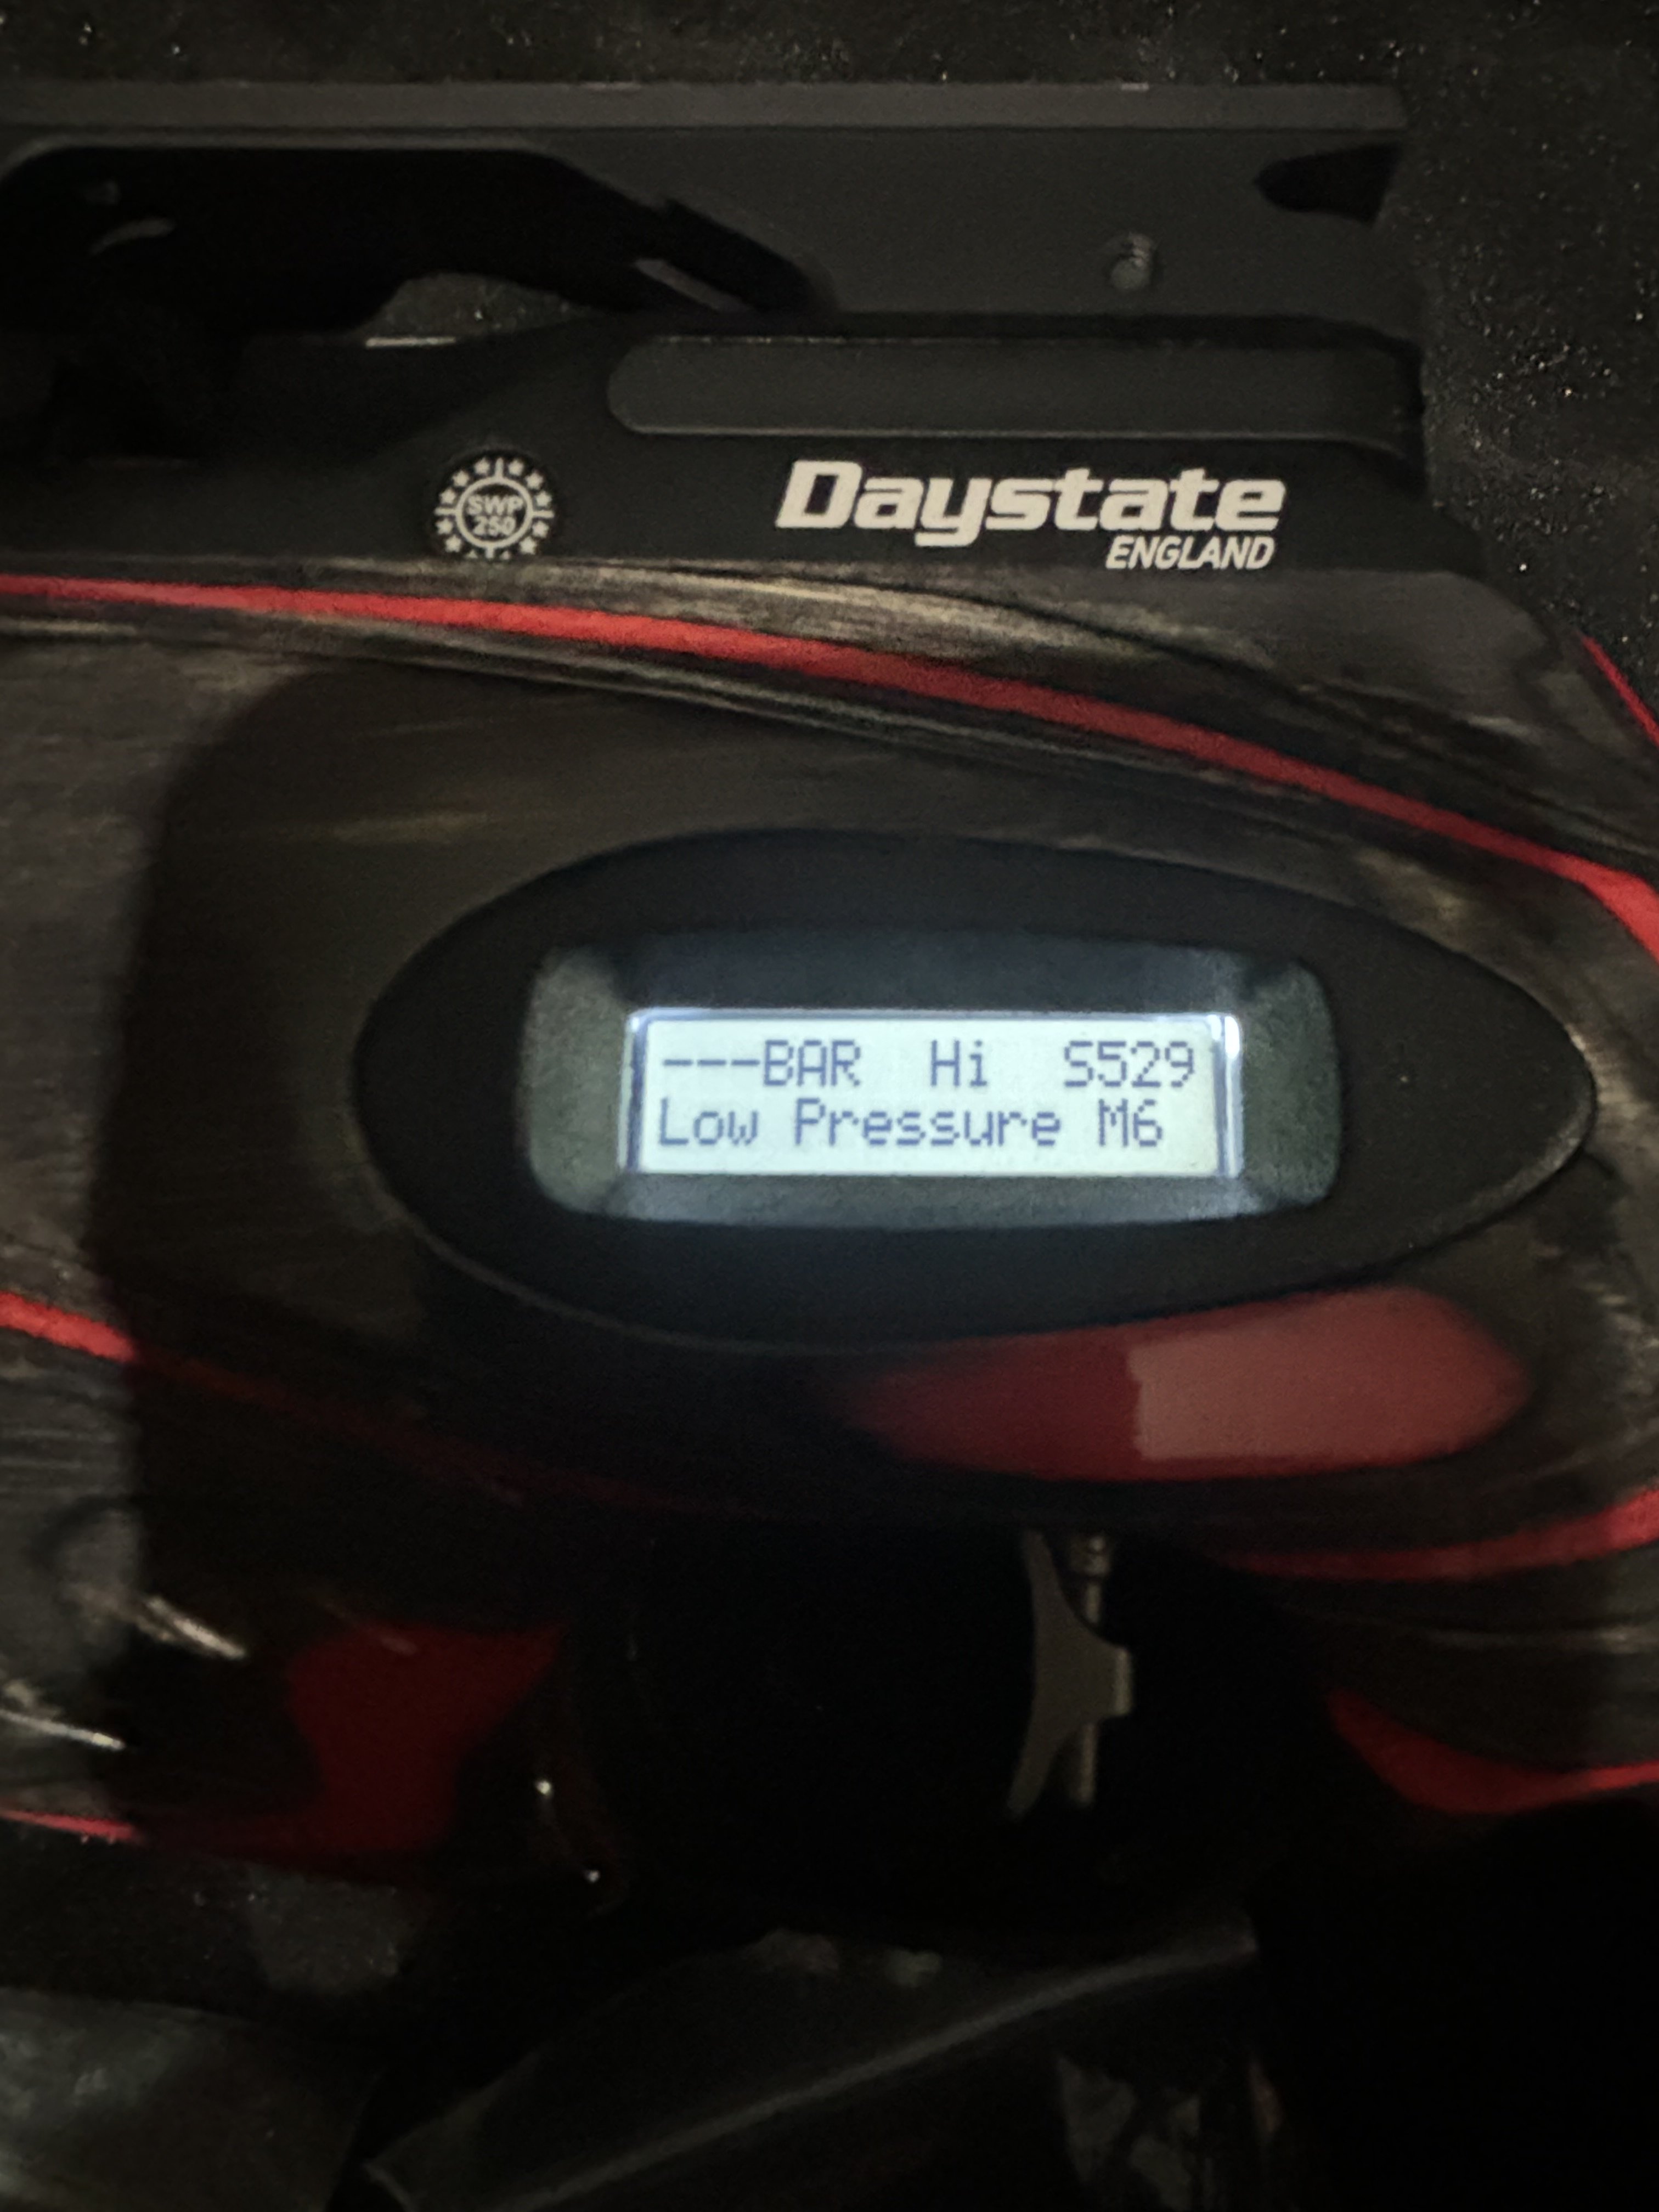 SWP
250
Daystate
ENGLAND
---BAR Hi S529
Low Pressure M6